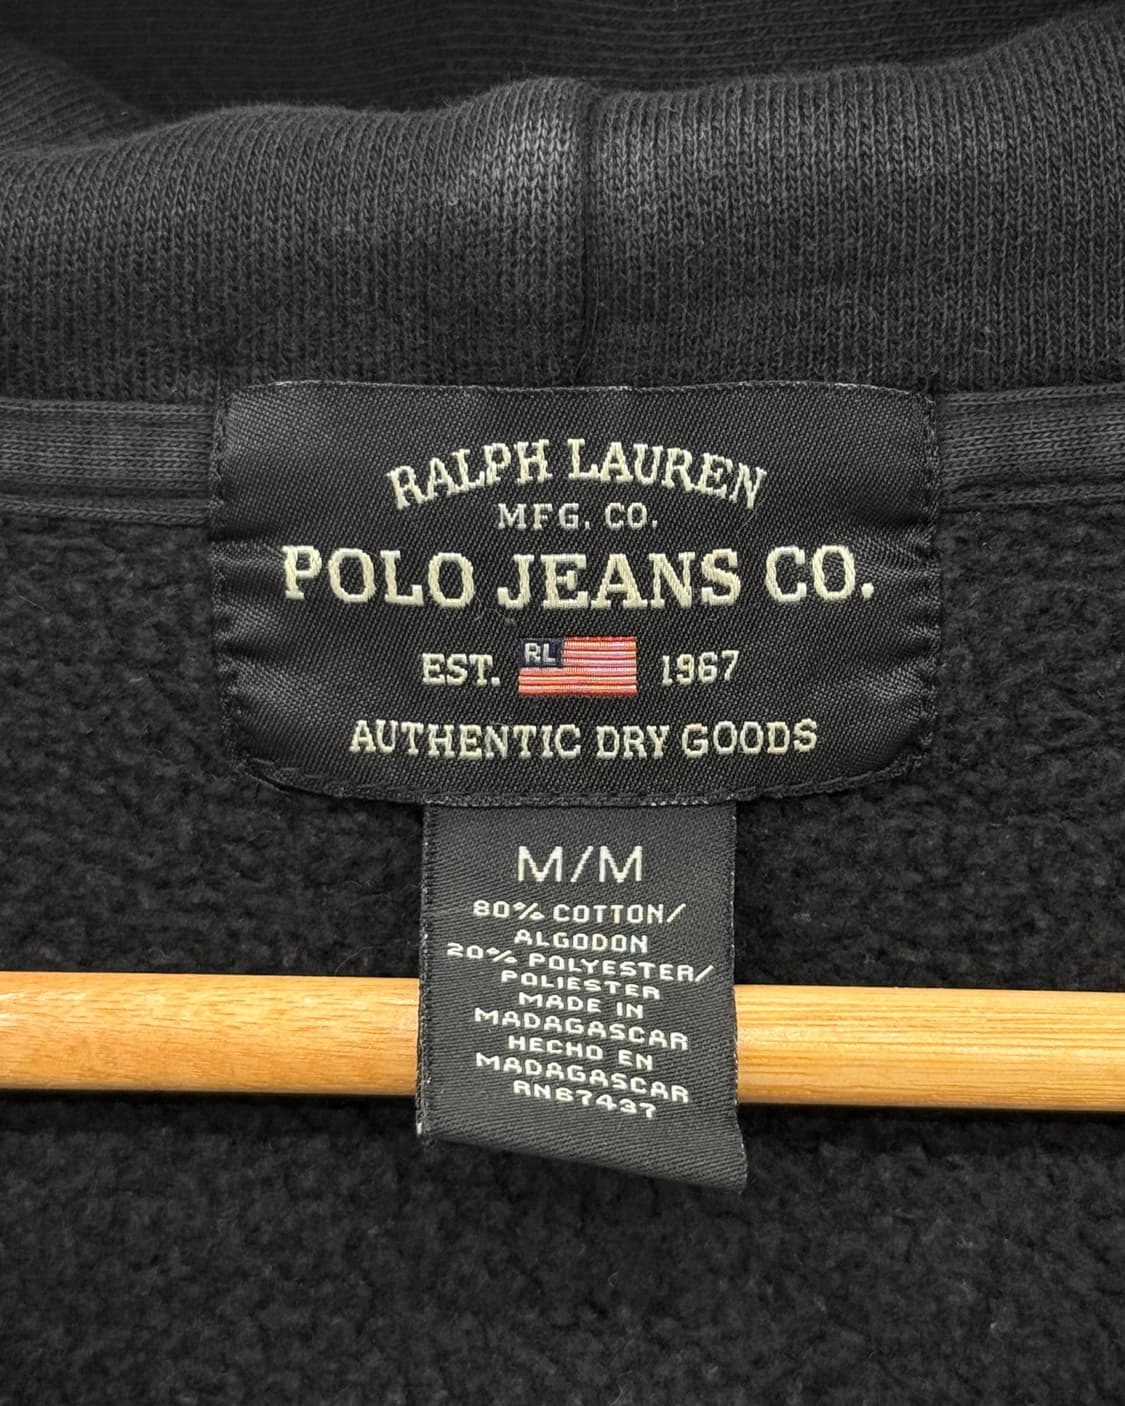 RALPH LAUREN
MFG. CO.
POLO JEANS CO.
EST. RL 1967
AUTHENTIC DRY GOODS
M/M
80% COTTON/
ALGODON
20% POLYESTER/
POLIESTER
MADE IN
MADAGASCAR
HECHO EN
MADAGASCAR
RN87437